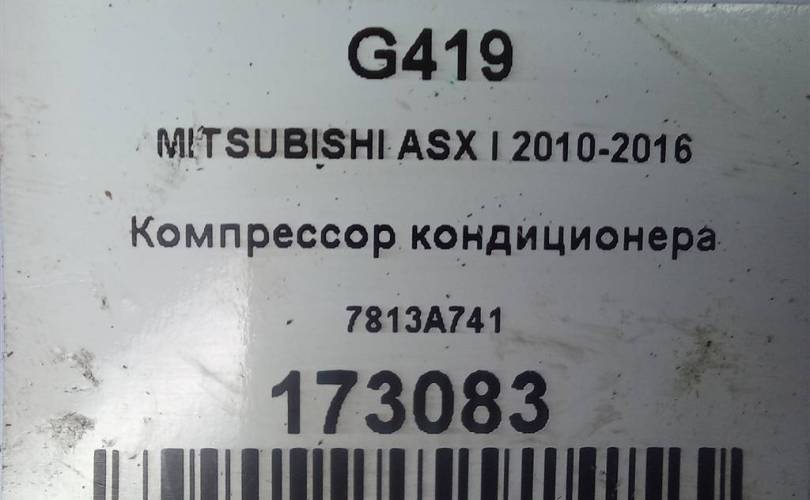 G419
MITSUBISHI ASX I 2010-2016
Компрессор кондиционера
7813A741
173083